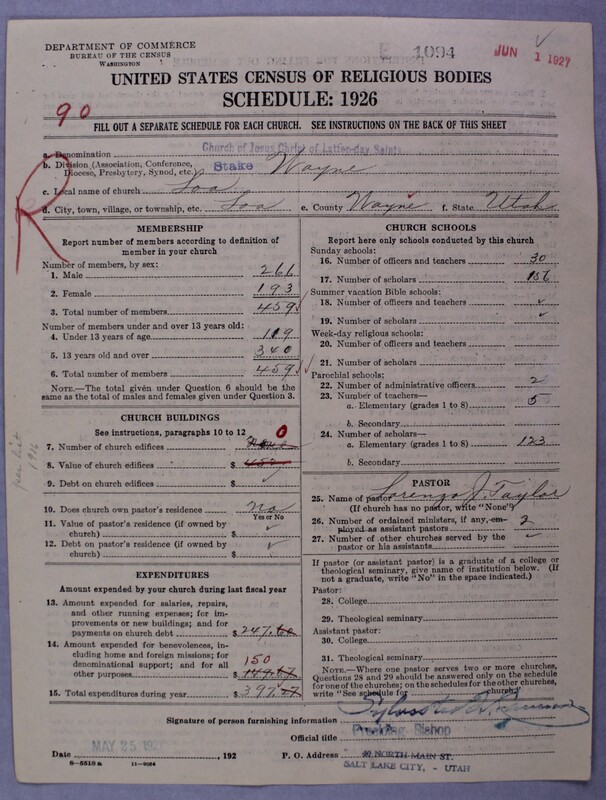 DEPARTMENT OF COMMERCE
BUREAU OF THE CENSUS
WASHINGTON
1094
JUN 1 1927
UNITED STATES CENSUS OF RELIGIOUS BODIES
SCHEDULE: 1926
90
FILL OUT A SEPARATE SCHEDULE FOR EACH CHURCH. SEE INSTRUCTIONS ON THE BACK OF THIS SHEET
a. Denomination Church of Jesus Christ of Latter-day Saints
b. Division (Association, Conference, Diocese, Presbytery, Synod, etc.) Stake Wayne
c. Local name of church Loa
d. City, town, village, or township, etc. Loa e. County Wayne f. State Utah
MEMBERSHIP
Report number of members according to definition of
member in your church
Number of members, by sex:
1. Male 266
2. Female 193
3. Total number of members 459
Number of members under and over 13 years old:
4. Under 13 years of age 119
5. 13 years old and over 340
6. Total number of members 459
NOTE.—The total given under Question 6 should be
the same as the total of males and females given under Question 3.
CHURCH BUILDINGS
See instructions, paragraphs 10 to 12
7. Number of church edifices 0
8. Value of church edifices $
9. Debt on church edifices $
10. Does church own pastor's residence? No
Yes or No
11. Value of pastor's residence (if owned by
church) $
12. Debt on pastor's residence (if owned by
church) $
EXPENDITURES
Amount expended by your church during last fiscal
year
13. Amount expended for salaries, repairs,
and other running expenses; for im-
provements or new buildings; and for
payments on church debt $ 247.60
14. Amount expended for benevolences,
including home and foreign missions; for
denominational support; and for all
other purposes $ 150
15. Total expenditures during year $ 397.27
CHURCH SCHOOLS
Report here only schools conducted by this church
Sunday schools:
16. Number of officers and teachers 30
17. Number of scholars 156
Summer vacation Bible schools:
18. Number of officers and teachers
19. Number of scholars
Week-day religious schools:
20. Number of officers and teachers
21. Number of scholars
Parochial schools:
22. Number of administrative officers 2
23. Number of teachers—
a. Elementary (grades 1 to 8) 5
b. Secondary
24. Number of scholars—
a. Elementary (grades 1 to 8) 123
b. Secondary
PASTOR
25. Name of pastor Lorenzo J. Taylor
(If church has no pastor, write "None")
26. Number of ordained ministers, if any, em-
ployed as assistant pastors 2
27. Number of other churches served by the
pastor or his assistants
If pastor (or assistant pastor) is a graduate of a college or
theological seminary, give name of institution below. (If
not a graduate, write "No" in the space indicated.)
Pastor:
28. College
29. Theological seminary
Assistant pastor:
30. College
31. Theological seminary
NOTE.—Where one pastor serves two or more churches,
Questions 28 and 29 should be answered only on the schedule
for one of the churches; on the schedules for the other churches,
write "See schedule for church."
Signature of person furnishing information
Official title Presiding Bishop
Date MAY 25 192 , 192 P. O. Address 40 NORTH MAIN ST.
SALT LAKE CITY, - UTAH
8—5518 a 11—9024